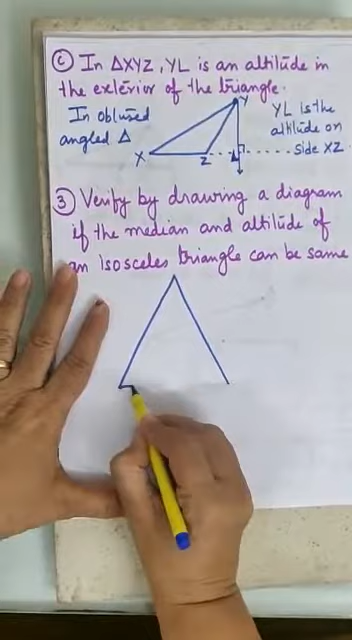 (c) In ΔXYZ, YL is an altitude in
the exterior of the triangle.
In obtused
angled Δ
Y
X
Z
L
YL is the
altitude on
side XZ.
(3) Verify by drawing a diagram
if the median and altitude of
an isosceles triangle can be same